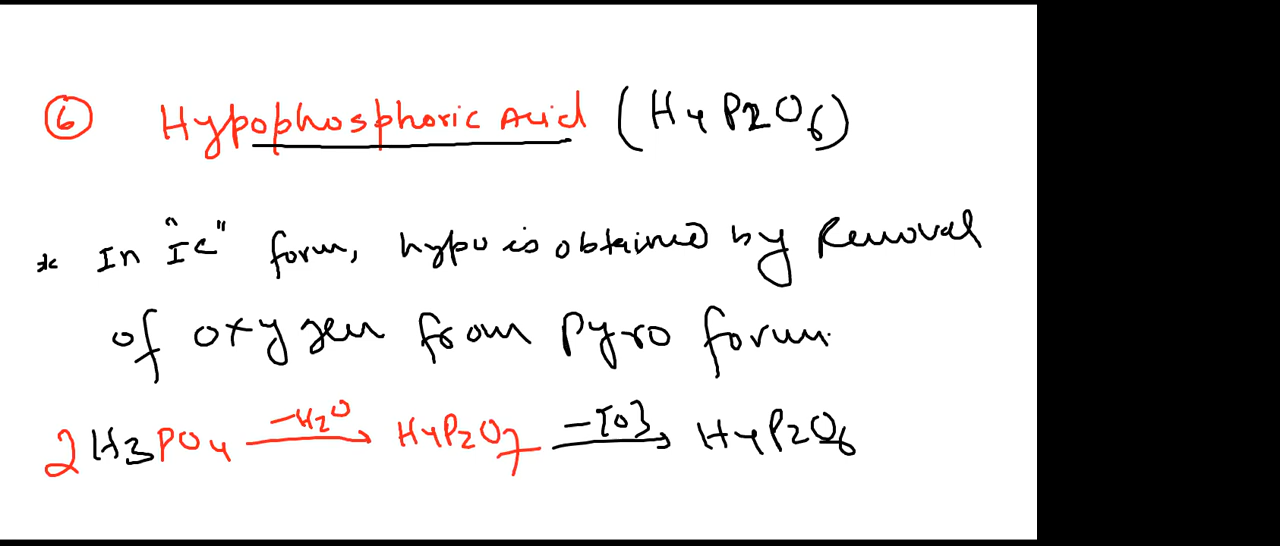 ⑥ Hypophosphoric Acid (H4P2O6)
* In "Ic" form, hypo is obtained by Removal
of oxygen from pyro form.
2H3PO4 -H2O → H4P2O7 -[O] → H4P2O6